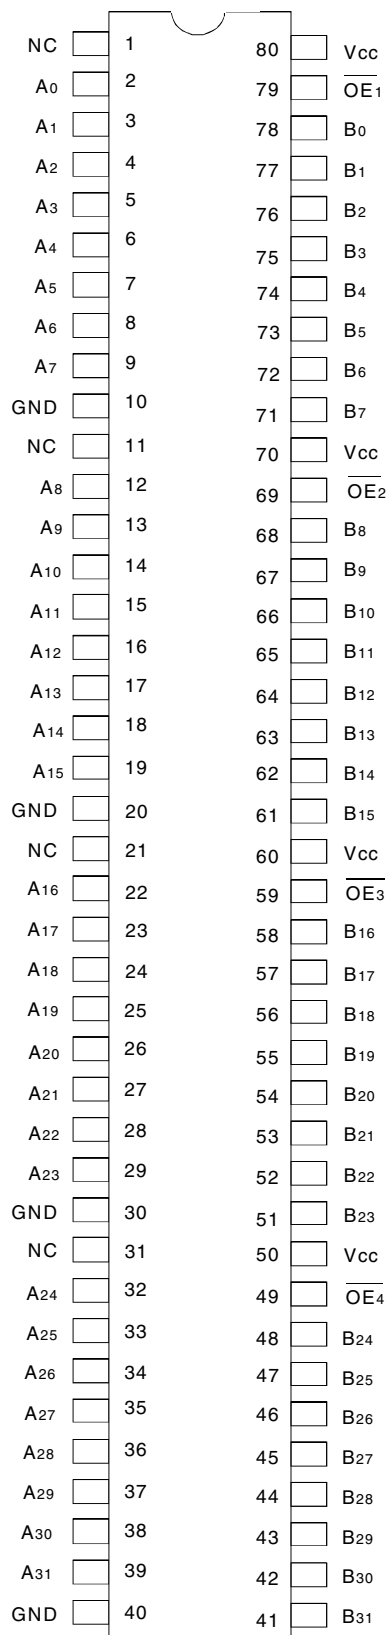 NC 1 80 Vcc
A0 2 79 OE1
A1 3 78 B0
A2 4 77 B1
A3 5 76 B2
A4 6 75 B3
A5 7 74 B4
A6 8 73 B5
A7 9 72 B6
GND 10 71 B7
NC 11 70 Vcc
A8 12 69 OE2
A9 13 68 B8
A10 14 67 B9
A11 15 66 B10
A12 16 65 B11
A13 17 64 B12
A14 18 63 B13
A15 19 62 B14
GND 20 61 B15
NC 21 60 Vcc
A16 22 59 OE3
A17 23 58 B16
A18 24 57 B17
A19 25 56 B18
A20 26 55 B19
A21 27 54 B20
A22 28 53 B21
A23 29 52 B22
GND 30 51 B23
NC 31 50 Vcc
A24 32 49 OE4
A25 33 48 B24
A26 34 47 B25
A27 35 46 B26
A28 36 45 B27
A29 37 44 B28
A30 38 43 B29
A31 39 42 B30
GND 40 41 B31